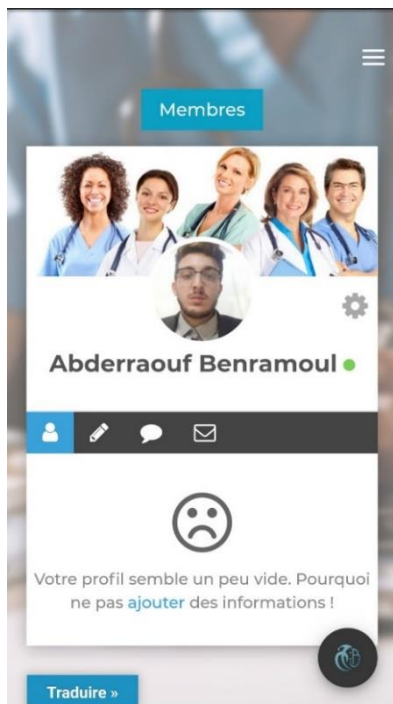 Membres
Abderraouf Benramoul
Votre profil semble un peu vide. Pourquoi
ne pas ajouter des informations !
Traduire »